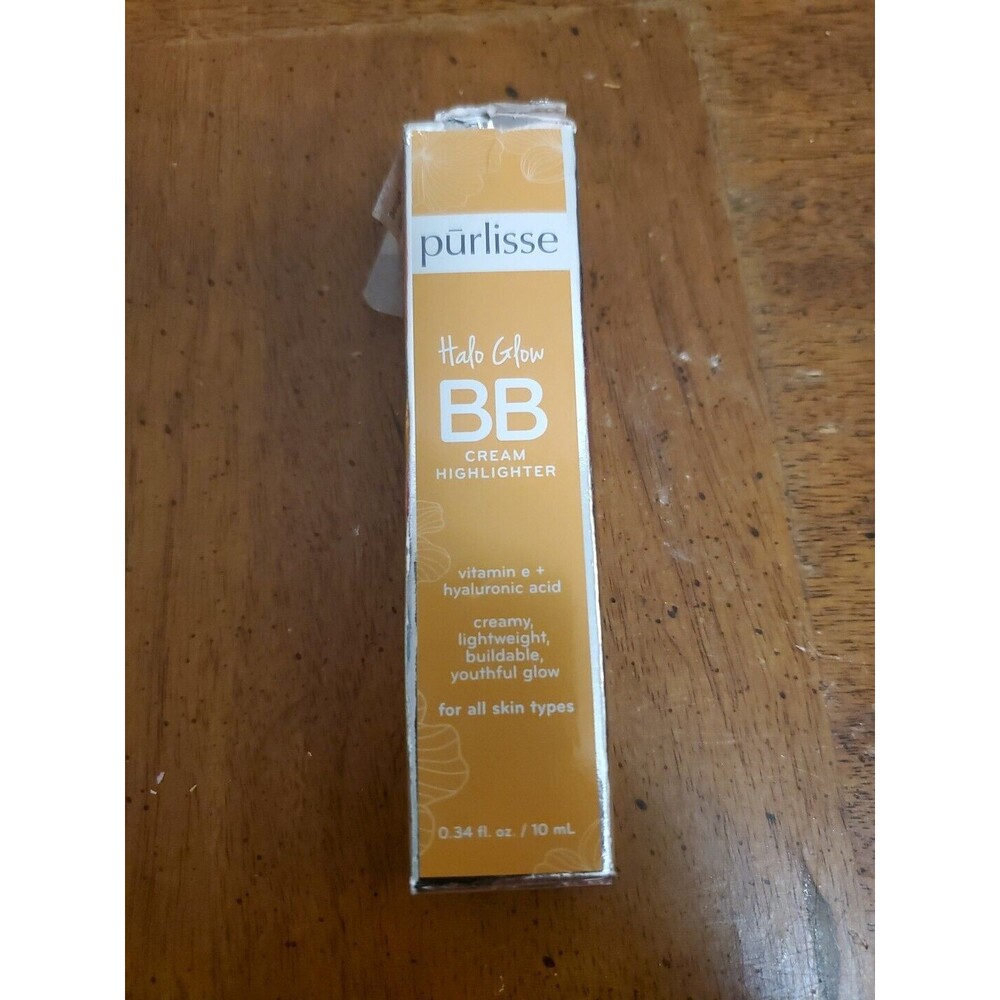 pūrlisse
Halo Glow
BB
CREAM
HIGHLIGHTER
vitamin e +
hyaluronic acid
creamy,
lightweight,
buildable,
youthful glow
for all skin types
0.34 fl. oz. / 10 mL